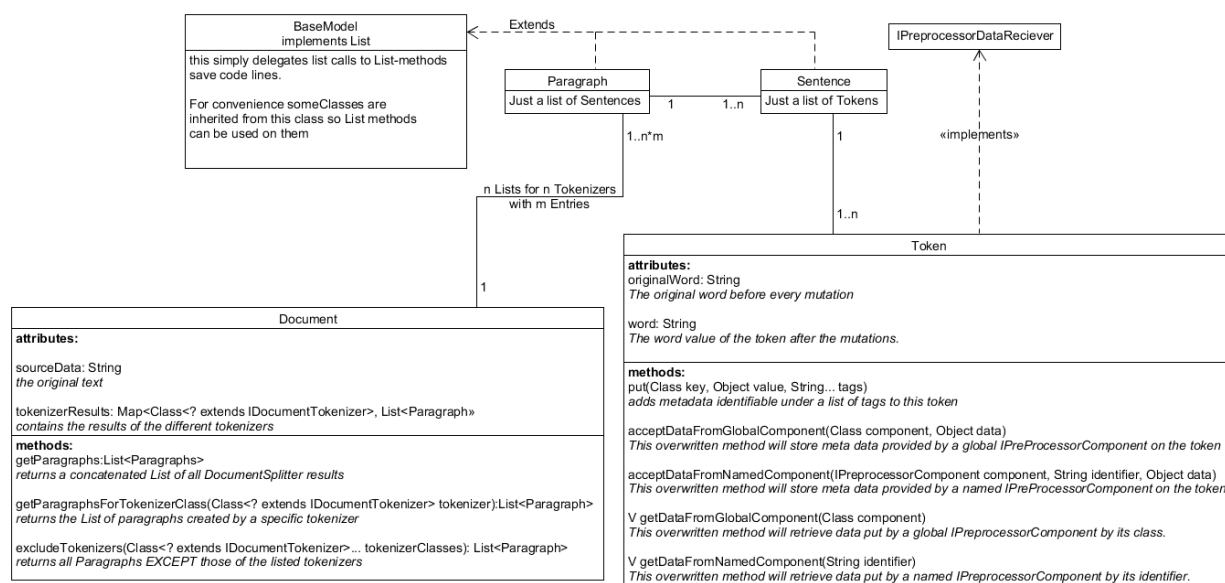 BaseModel
implements List
this simply delegates list calls to List-methods
save code lines.
For convenience someClasses are
inherited from this class so List methods
can be used on them
Extends
Paragraph
Just a list of Sentences
Sentence
Just a list of Tokens
IPreprocessorDataReciever
1
1..n
1..n*m
1
«implements»
n Lists for n Tokenizers
with m Entries
1..n
1
Document
attributes:
sourceData: String
the original text
tokenizerResults: Map<Class<? extends IDocumentTokenizer>, List<Paragraph»
contains the results of the different tokenizers
methods:
getParagraphs:List<Paragraphs>
returns a concatenated List of all DocumentSplitter results
getParagraphsForTokenizerClass(Class<? extends IDocumentTokenizer> tokenizer):List<Paragraph>
returns the List of paragraphs created by a specific tokenizer
excludeTokenizers(Class<? extends IDocumentTokenizer>... tokenizerClasses): List<Paragraph>
returns all Paragraphs EXCEPT those of the listed tokenizers
Token
attributes:
originalWord: String
The original word before every mutation
word: String
The word value of the token after the mutations.
methods:
put(Class key, Object value, String... tags)
adds metadata identifiable under a list of tags to this token
acceptDataFromGlobalComponent(Class component, Object data)
This overwritten method will store meta data provided by a global IPreProcessorComponent on the token
acceptDataFromNamedComponent(IPreprocessorComponent component, String identifier, Object data)
This overwritten method will store meta data provided by a named IPreProcessorComponent on the token
V getDataFromGlobalComponent(Class component)
This overwritten method will retrieve data put by a global IPreprocessorComponent by its class.
V getDataFromNamedComponent(String identifier)
This overwritten method will retrieve data put by a named IPreprocessorComponent by its identifier.